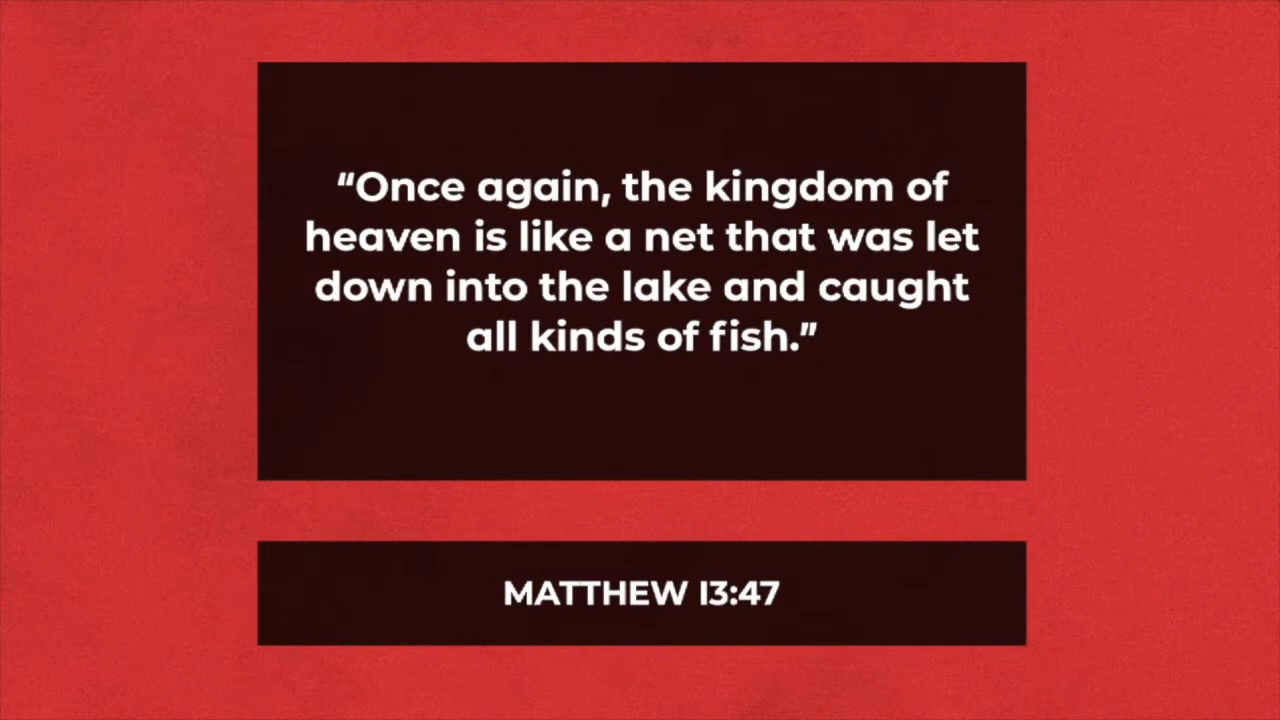 “Once again, the kingdom of
heaven is like a net that was let
down into the lake and caught
all kinds of fish.”
MATTHEW 13:47